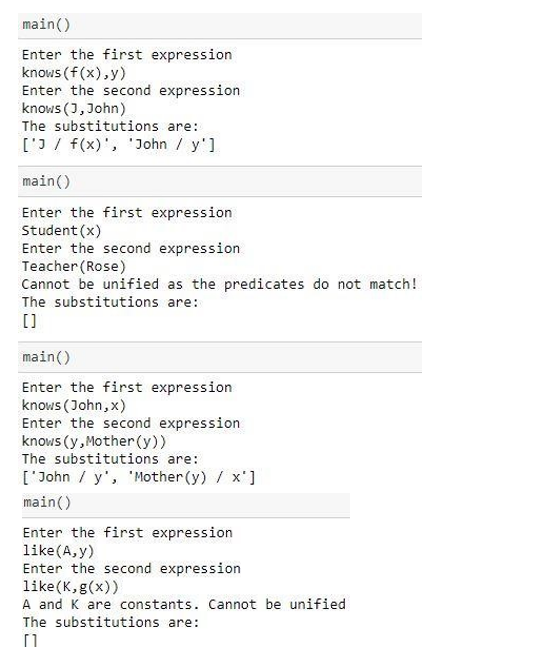 main()
Enter the first expression
knows(f(x),y)
Enter the second expression
knows(J,John)
The substitutions are:
['J / f(x)', 'John / y']
main()
Enter the first expression
Student(x)
Enter the second expression
Teacher(Rose)
Cannot be unified as the predicates do not match!
The substitutions are:
[]
main()
Enter the first expression
knows(John,x)
Enter the second expression
knows(y,Mother(y))
The substitutions are:
['John / y', 'Mother(y) / x']
main()
Enter the first expression
like(A,y)
Enter the second expression
like(K,g(x))
A and K are constants. Cannot be unified
The substitutions are:
[]